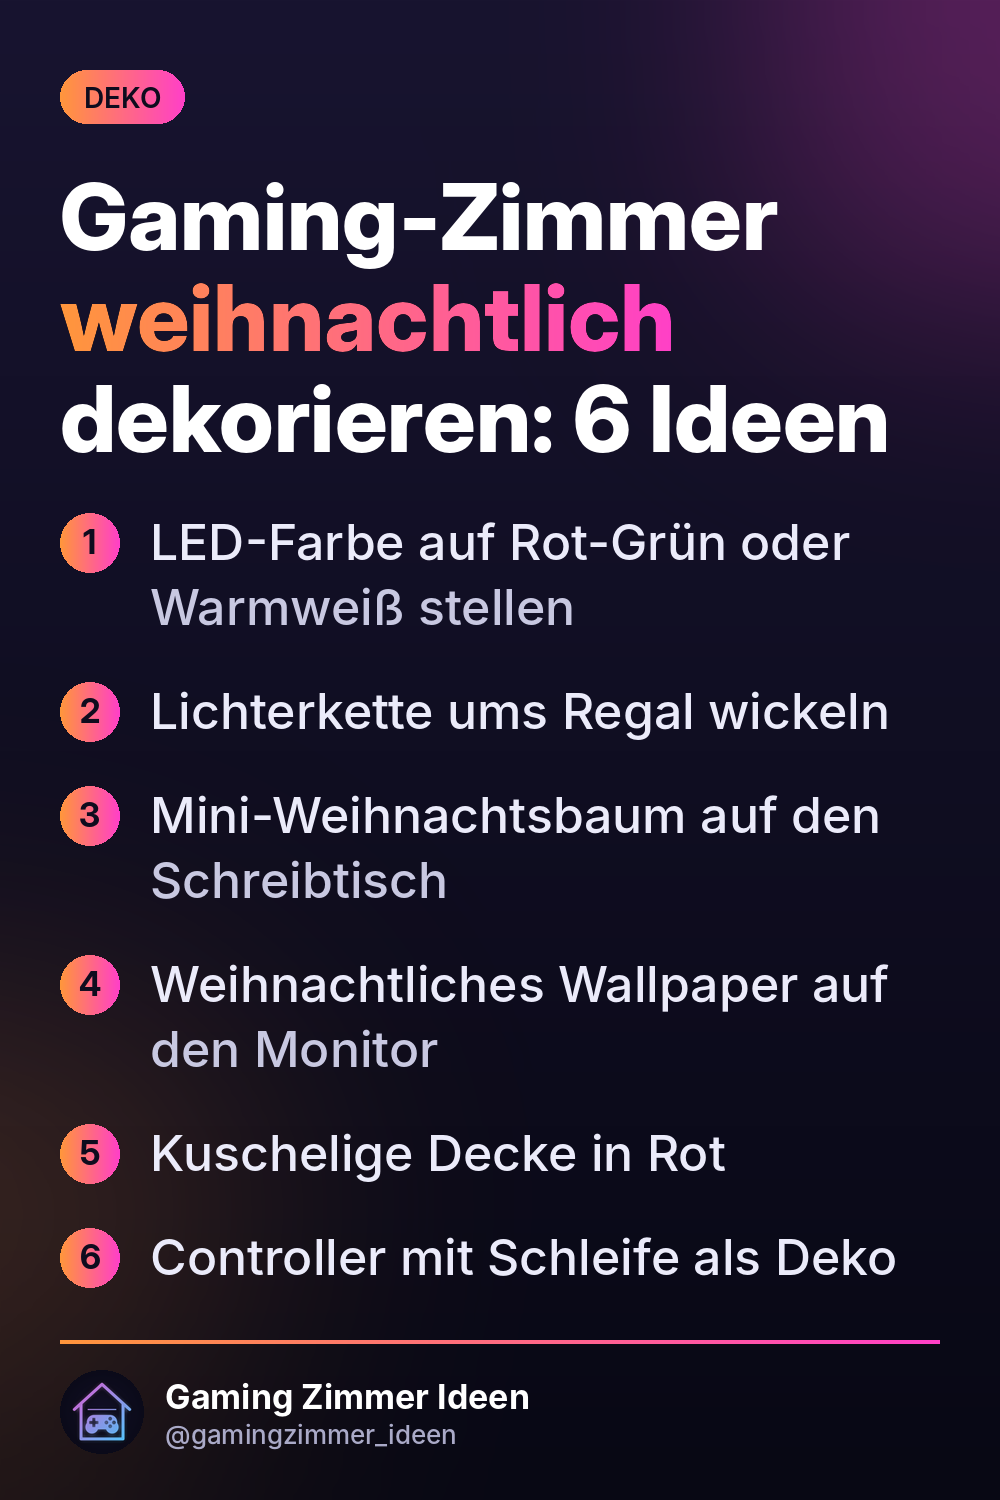 DEKO
Gaming-Zimmer
weihnachtlich
dekorieren: 6 Ideen
1 LED-Farbe auf Rot-Grün oder
Warmweiß stellen
2 Lichterkette ums Regal wickeln
3 Mini-Weihnachtsbaum auf den
Schreibtisch
4 Weihnachtliches Wallpaper auf
den Monitor
5 Kuschelige Decke in Rot
6 Controller mit Schleife als Deko
Gaming Zimmer Ideen
@gamingzimmer_ideen